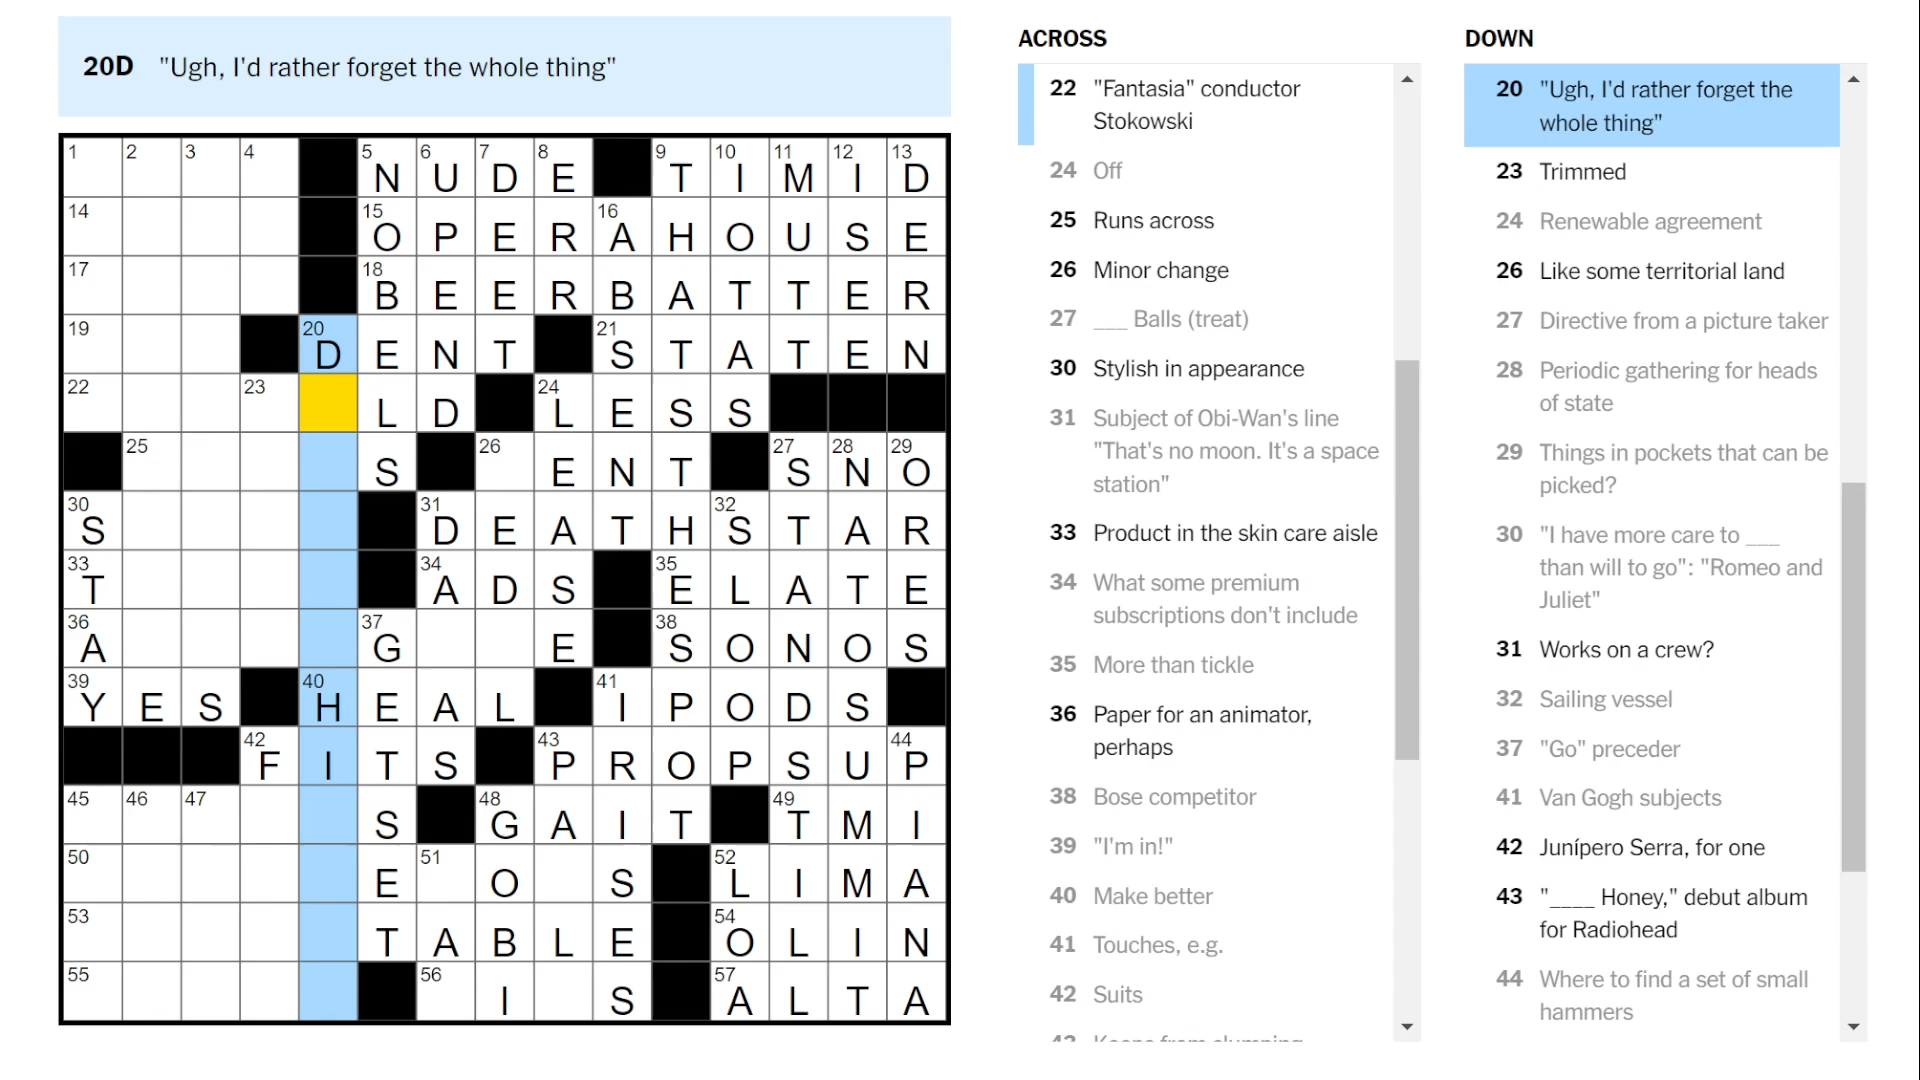 20D "Ugh, I'd rather forget the whole thing"
1 2 3 4 5 N 6 U 7 D 8 E 9 T 10 I 11 M 12 I 13 D
14 15 O P E R 16 A H O U S E
17 18 B E E R B A T T E R
19 20 D E N T 21 S T A T E N
22 23 L D 24 L E S S
25 S 26 E N T 27 S 28 N 29 O
30 S 31 D E A T H 32 S T A R
33 T 34 A D S 35 E L A T E
36 A 37 G E 38 S O N O S
39 Y E S 40 H E A L 41 I P O D S
42 F I T S 43 P R O P S U 44 P
45 46 47 S 48 G A I T 49 T M I
50 E 51 O S 52 L I M A
53 T A B L E 54 O L I N
55 56 I S 57 A L T A
ACROSS
22 "Fantasia" conductor
Stokowski
24 Off
25 Runs across
26 Minor change
27 ___ Balls (treat)
30 Stylish in appearance
31 Subject of Obi-Wan's line
"That's no moon. It's a space
station"
33 Product in the skin care aisle
34 What some premium
subscriptions don't include
35 More than tickle
36 Paper for an animator,
perhaps
38 Bose competitor
39 "I'm in!"
40 Make better
41 Touches, e.g.
42 Suits
DOWN
20 "Ugh, I'd rather forget the
whole thing"
23 Trimmed
24 Renewable agreement
26 Like some territorial land
27 Directive from a picture taker
28 Periodic gathering for heads
of state
29 Things in pockets that can be
picked?
30 "I have more care to ___
than will to go": "Romeo and
Juliet"
31 Works on a crew?
32 Sailing vessel
37 "Go" preceder
41 Van Gogh subjects
42 Junípero Serra, for one
43 "____ Honey," debut album
for Radiohead
44 Where to find a set of small
hammers